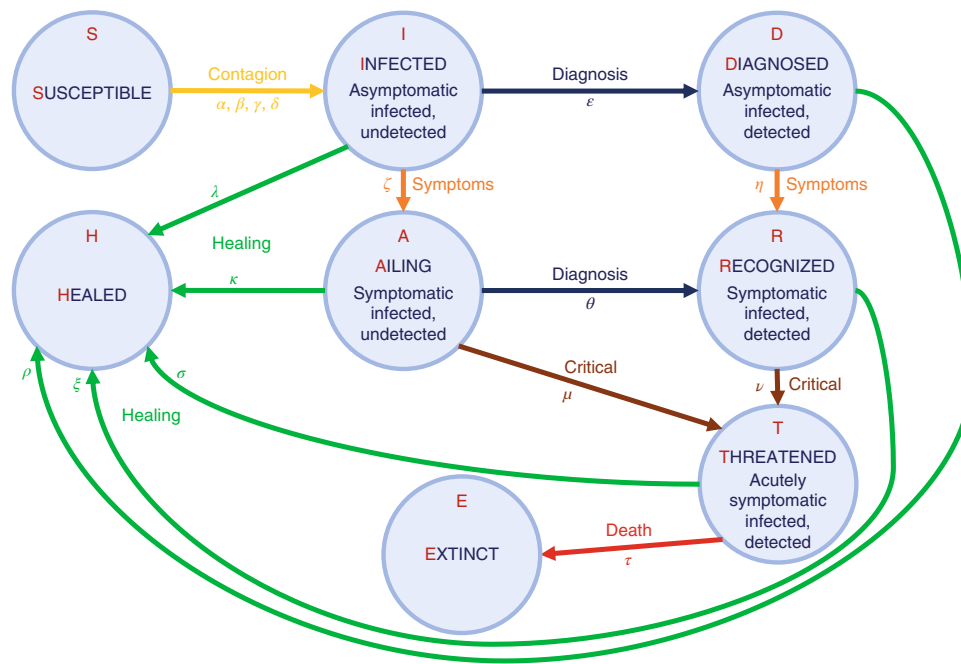 S
SUSCEPTIBLE
Contagion
α, β, γ, δ
I
INFECTED
Asymptomatic
infected,
undetected
Diagnosis
ε
D
DIAGNOSED
Asymptomatic
infected,
detected
λ
ζ Symptoms
η Symptoms
H
HEALED
Healing
κ
A
AILING
Symptomatic
infected,
undetected
Diagnosis
θ
R
RECOGNIZED
Symptomatic
infected,
detected
ρ
ξ
σ
Healing
Critical
μ
ν Critical
T
THREATENED
Acutely
symptomatic
infected,
detected
E
EXTINCT
Death
τ